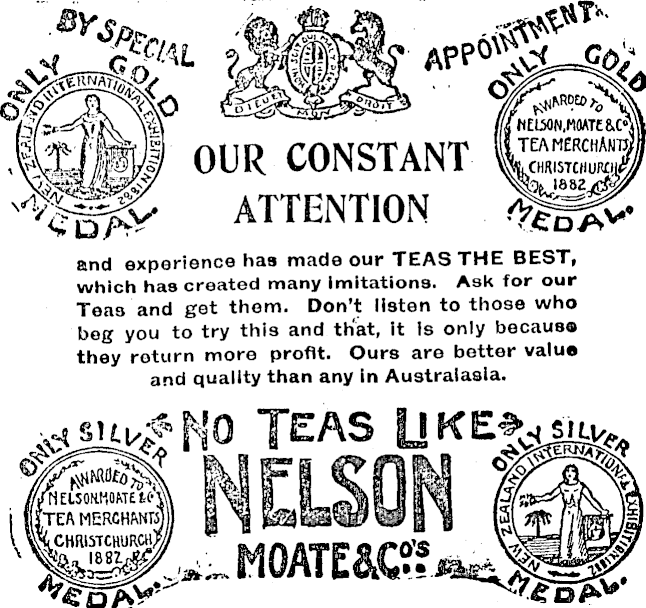 BY SPECIAL
APPOINTMENT.
ONLY GOLD
MEDAL.
NEW ZEALAND INTERNATIONAL EXHIBITION 1882
DIEU ET MON DROIT
ONLY GOLD
MEDAL.
AWARDED TO
NELSON, MOATE & Co
TEA MERCHANTS
CHRISTCHURCH
1882
OUR CONSTANT
ATTENTION
and experience has made our TEAS THE BEST,
which has created many imitations. Ask for our
Teas and get them. Don't listen to those who
beg you to try this and that, it is only because
they return more profit. Ours are better value
and quality than any in Australasia.
ONLY SILVER
MEDAL.
AWARDED TO
NELSON, MOATE & Co
TEA MERCHANTS
CHRISTCHURCH
1882
NO TEAS LIKE
NELSON
MOATE & Co's
ONLY SILVER
MEDAL.
NEW ZEALAND INTERNATIONAL EXHIBITION 1882